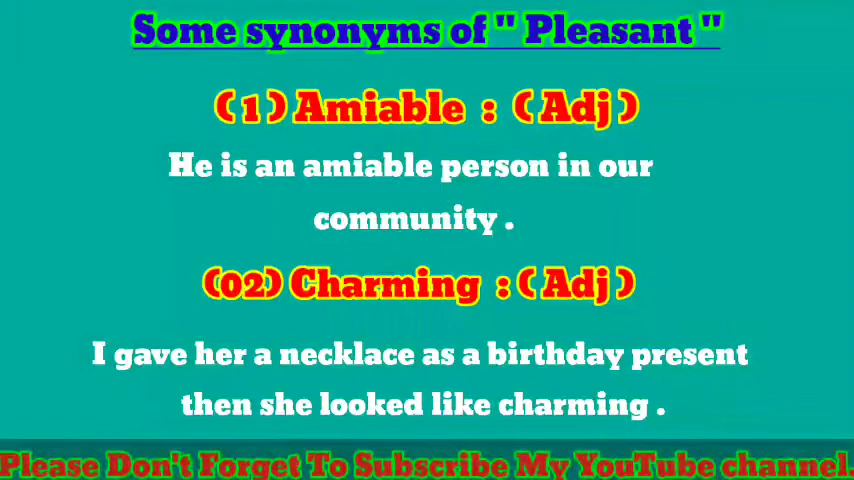 Some synonyms of " Pleasant "
( 1 ) Amiable : ( Adj )
He is an amiable person in our
community .
(02) Charming : ( Adj )
I gave her a necklace as a birthday present
then she looked like charming .
Please Don't Forget To Subscribe My YouTube channel.